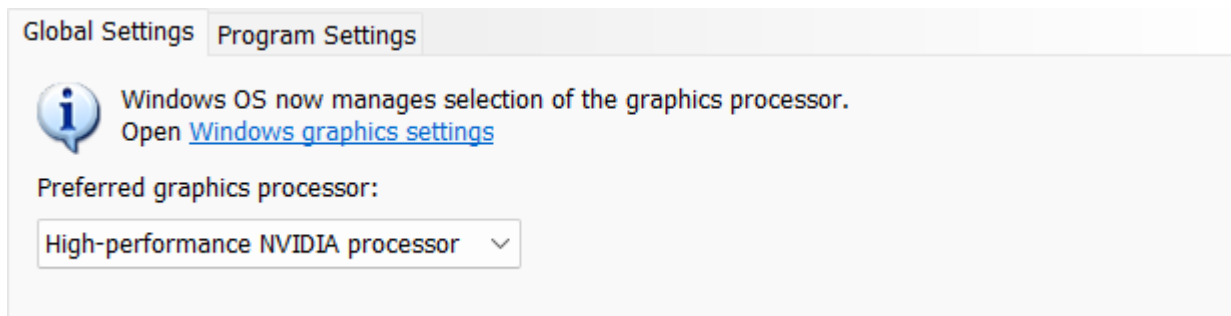 Global Settings Program Settings
Windows OS now manages selection of the graphics processor.
Open Windows graphics settings
Preferred graphics processor:
High-performance NVIDIA processor